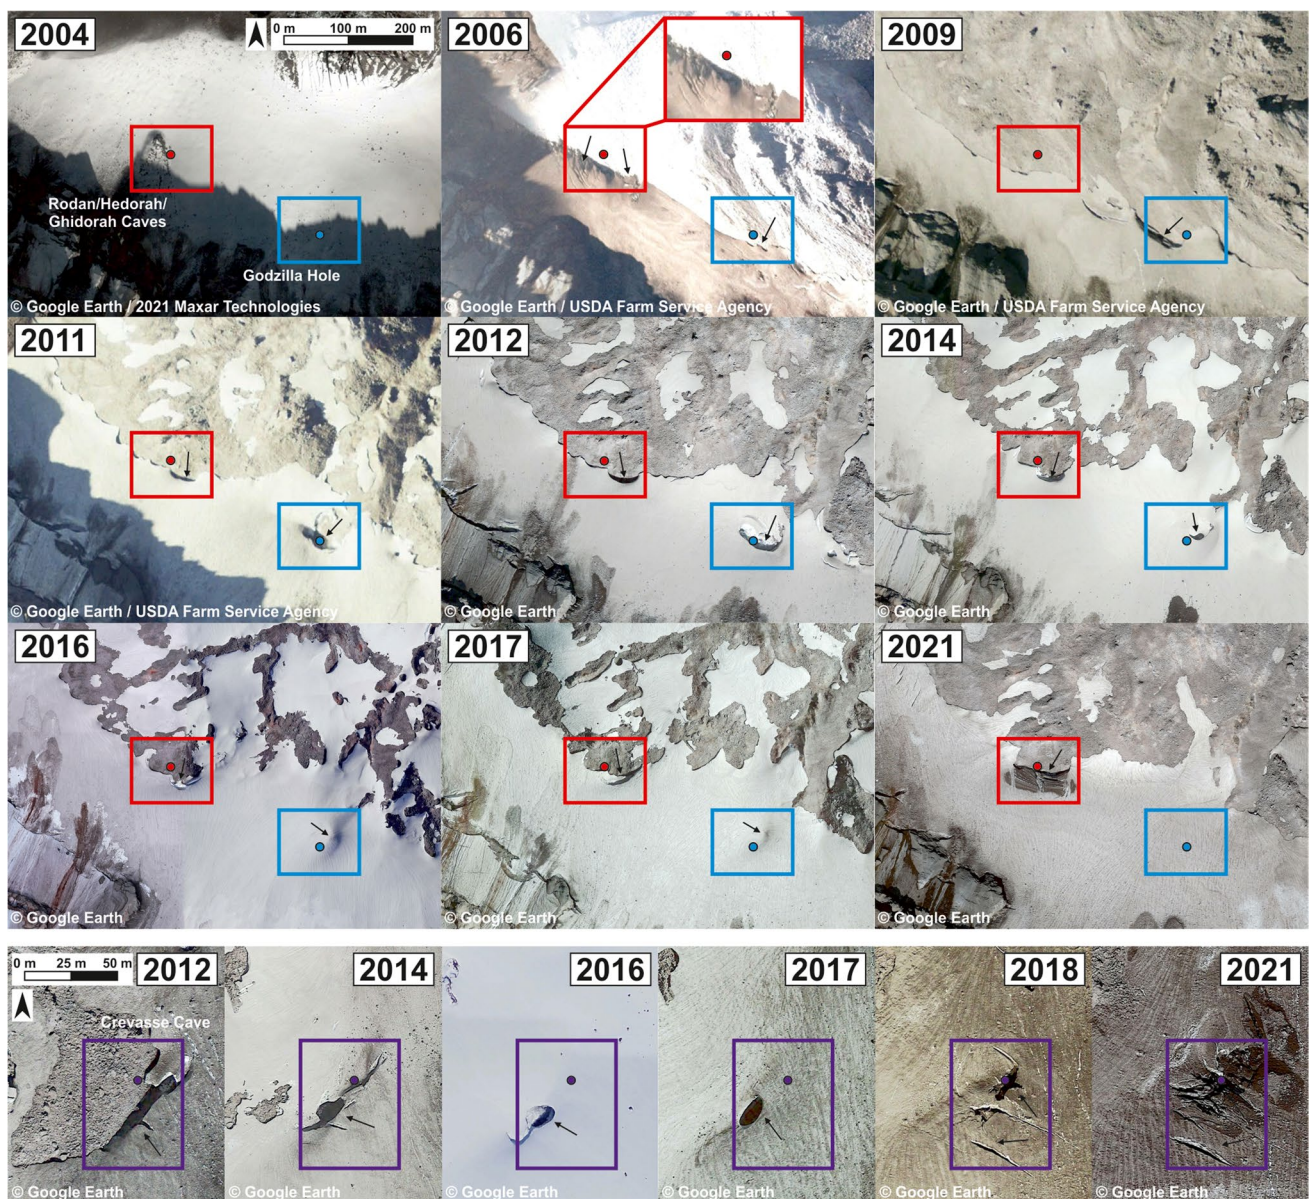 2004
0 m 100 m 200 m
Rodan/Hedorah/
Ghidorah Caves
Godzilla Hole
© Google Earth / 2021 Maxar Technologies
2006
© Google Earth / USDA Farm Service Agency
2009
© Google Earth / USDA Farm Service Agency
2011
© Google Earth / USDA Farm Service Agency
2012
© Google Earth
2014
© Google Earth
2016
© Google Earth
2017
© Google Earth
2021
© Google Earth
0 m 25 m 50 m
2012
Crevasse Cave
© Google Earth
2014
© Google Earth
2016
© Google Earth
2017
© Google Earth
2018
© Google Earth
2021
© Google Earth